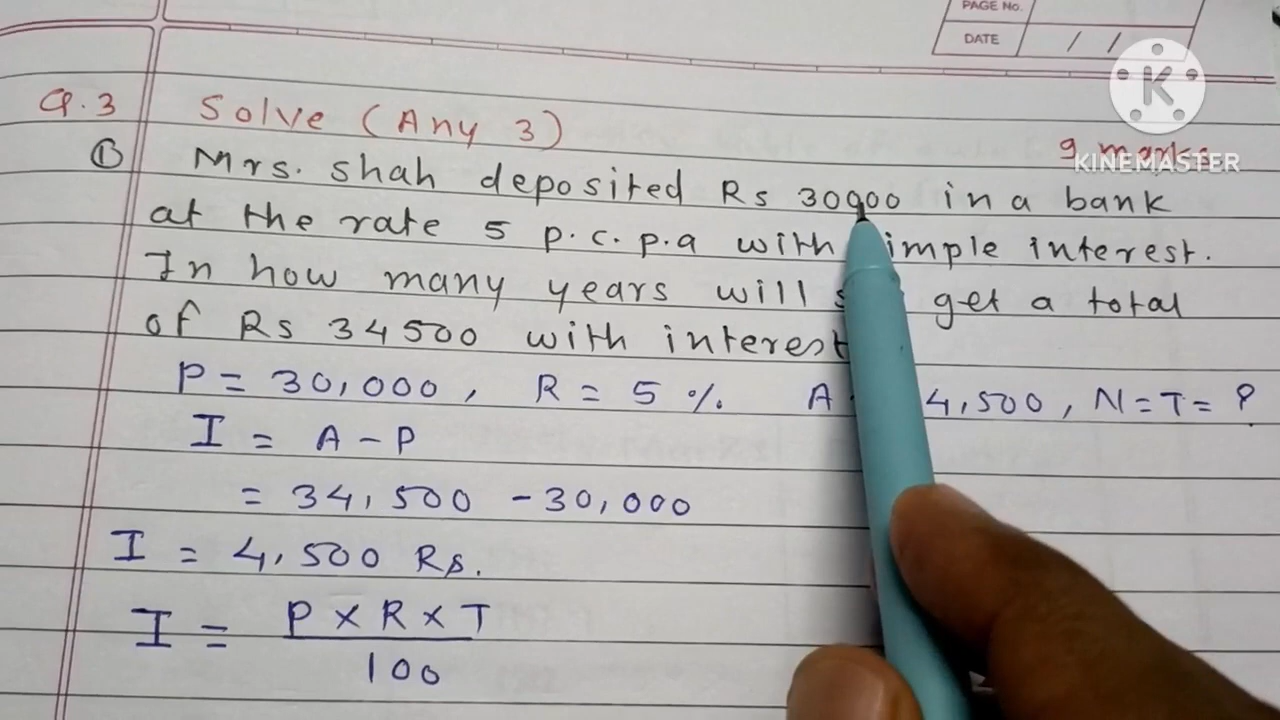 PAGE No.
DATE / /
K
KINEMASTER
Q.3 Solve (Any 3)
9 marks
① Mrs. shah deposited Rs 30000 in a bank
at the rate 5 p.c.p.a with simple interest.
In how many years will get a total
of Rs 34500 with interest
P = 30,000, R = 5 % A 4,500, N=T= ?
I = A - P
= 34,500 - 30,000
I = 4,500 Rs.
I = P × R × T
100